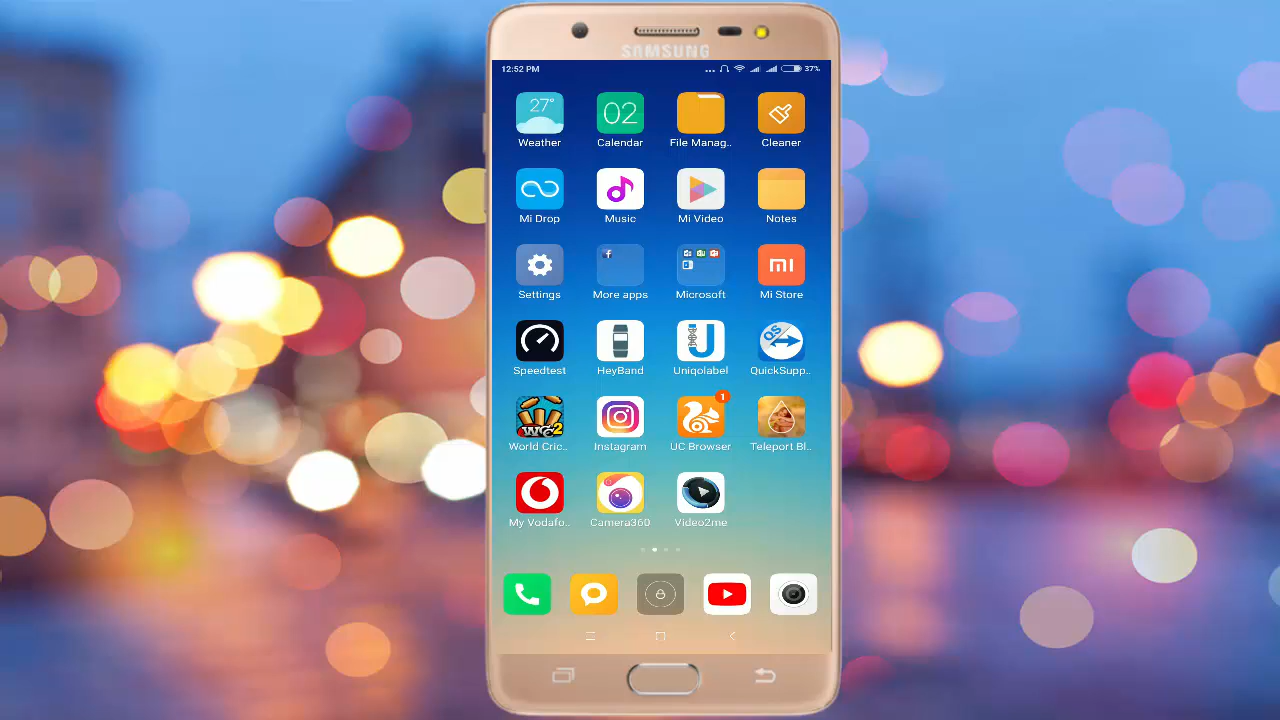 SAMSUNG
12:52 PM ... 37%
27° 02
Weather Calendar File Manag.. Cleaner
Mi Drop Music Mi Video Notes
Settings More apps Microsoft Mi Store
Speedtest HeyBand Uniqolabel QuickSupp..
World Cric.. Instagram UC Browser Teleport Bl..
My Vodafo.. Camera360 Video2me